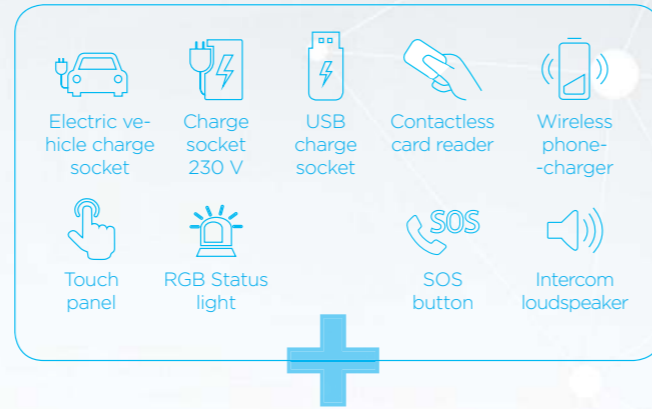 Electric ve-
hicle charge
socket
Charge
socket
230 V
USB
charge
socket
Contactless
card reader
Wireless
phone-
-charger
Touch
panel
RGB Status
light
SOS
SOS
button
Intercom
loudspeaker